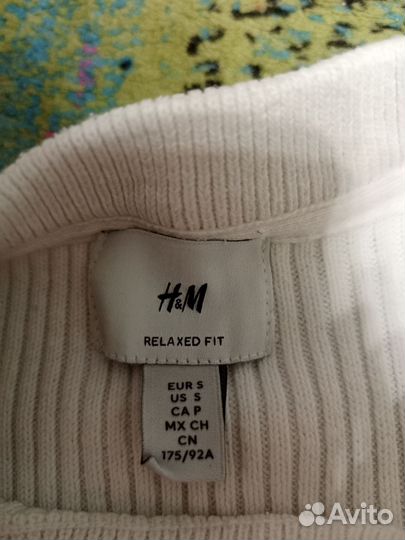 H&M
RELAXED FIT
EUR S
US S
CA P
MX CH
CN
175/92A
Avito